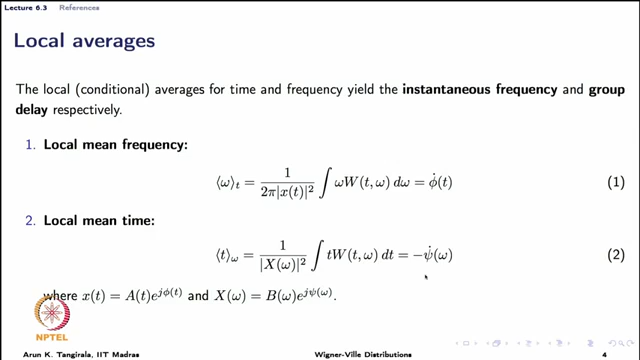 Lecture 6.3 References
Local averages
The local (conditional) averages for time and frequency yield the instantaneous frequency and group
delay respectively.
1. Local mean frequency:
⟨ω⟩ₜ = 1/(2π|x(t)|²) ∫ ωW(t, ω) dω = φ̇(t) (1)
2. Local mean time:
⟨t⟩_ω = 1/|X(ω)|² ∫ tW(t, ω) dt = −ψ̇(ω) (2)
where x(t) = A(t)e^{jφ(t)} and X(ω) = B(ω)e^{jψ(ω)}.
NPTEL
Arun K. Tangirala, IIT Madras Wigner-Ville Distributions 4